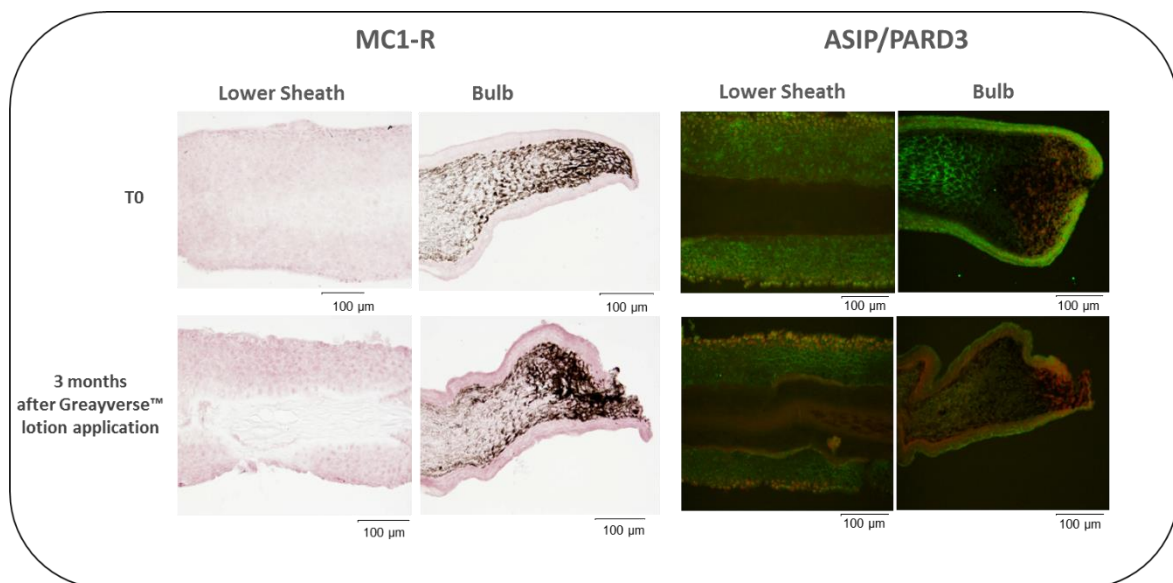 MC1-R
ASIP/PARD3
Lower Sheath
Bulb
Lower Sheath
Bulb
T0
100 µm
100 µm
100 µm
100 µm
3 months
after Greayverse™
lotion application
100 µm
100 µm
100 µm
100 µm